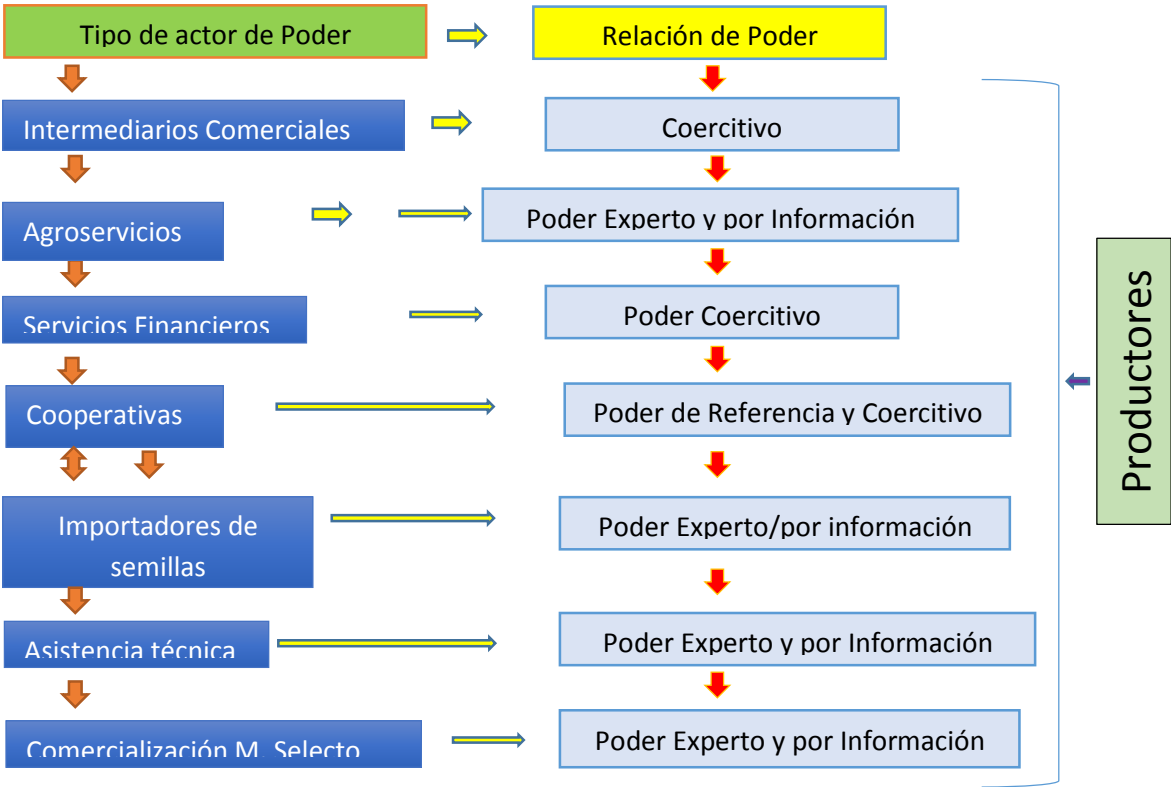 Tipo de actor de Poder
Relación de Poder
Intermediarios Comerciales
Coercitivo
Agroservicios
Poder Experto y por Información
Servicios Financieros
Poder Coercitivo
Cooperativas
Poder de Referencia y Coercitivo
Importadores de
semillas
Poder Experto/por información
Asistencia técnica
Poder Experto y por Información
Comercialización M. Selecto
Poder Experto y por Información
Productores